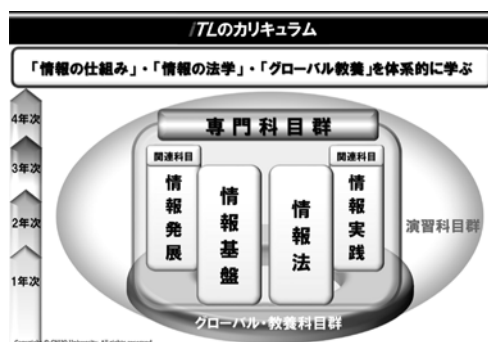 iTLのカリキュラム
「情報の仕組み」・「情報の法学」・「グローバル教養」を体系的に学ぶ
4年次
3年次
2年次
1年次
専門科目群
関連科目
情報発展
情報基盤
情報法
関連科目
情報実践
演習科目群
グローバル・教養科目群